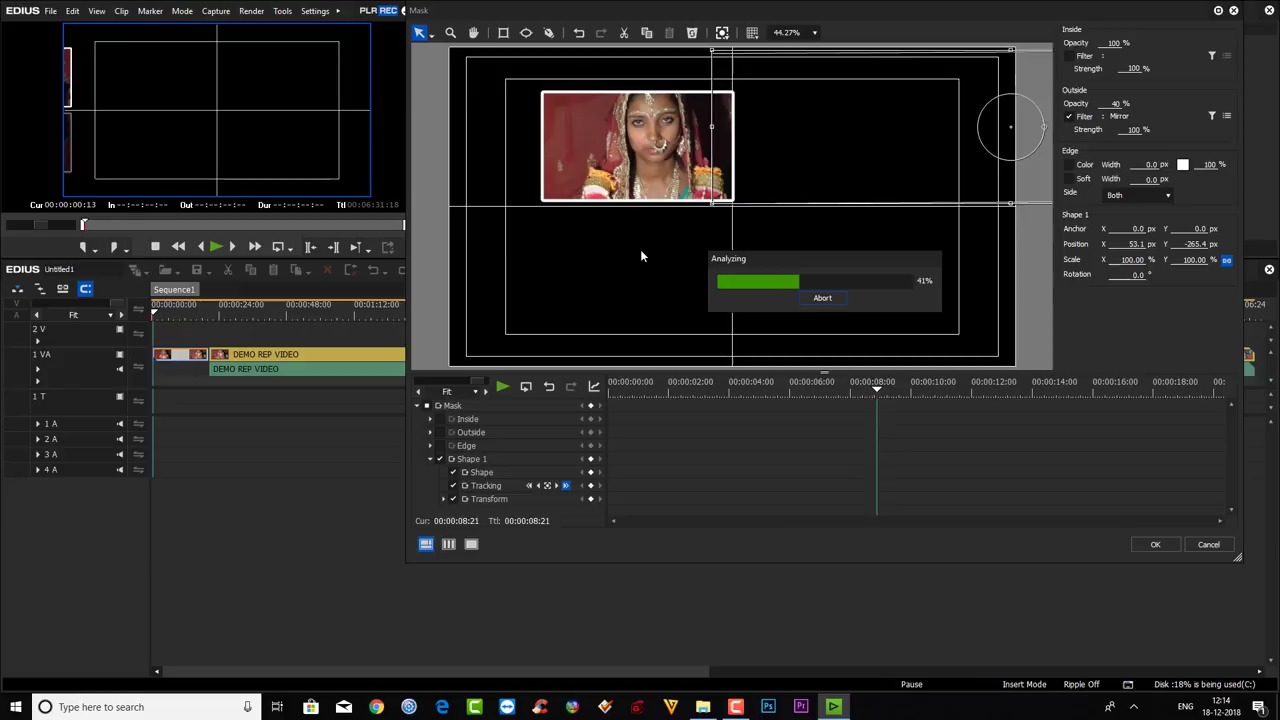 EDIUS File Edit View Clip Marker Mode Capture Render Tools Settings PLR REC
Mask
44.27%
Inside
Opacity 100 %
Filter :
Strength 100 %
Outside
Opacity 40 %
Filter : Mirror
Strength 100 %
Edge
Color Width 0.0 px 100 %
Soft Width 0.0 px
Side Both
Shape 1
Anchor X 0.0 px Y 0.0 px
Position X 53.1 px Y -265.4 px
Scale X 100.00 % Y 100.00 %
Rotation 0.0 °
Analyzing
41%
Abort
Cur 00:00:00:13 In --:--:--:-- Out --:--:--:-- Dur --:--:--:-- Ttl 00:06:31:18
EDIUS Untitled1
Sequence1
V
A
Fit
00:00:00:00 00:00:24:00 00:00:48:00 00:01:12:00
06:24
2 V
1 VA
DEMO REP VIDEO
DEMO REP VIDEO
1 T
1 A
2 A
3 A
4 A
Fit
00:00:00:00 00:00:02:00 00:00:04:00 00:00:06:00 00:00:08:00 00:00:10:00 00:00:12:00 00:00:14:00 00:00:16:00 00:00:18:00 00:
Mask
Inside
Outside
Edge
Shape 1
Shape
Tracking
Transform
Cur: 00:00:08:21 Ttl: 00:00:08:21
OK Cancel
Pause Insert Mode Ripple Off Disk :18% is being used(C:)
Type here to search
Ps Pr
ENG
12:14
18-12-2018
1